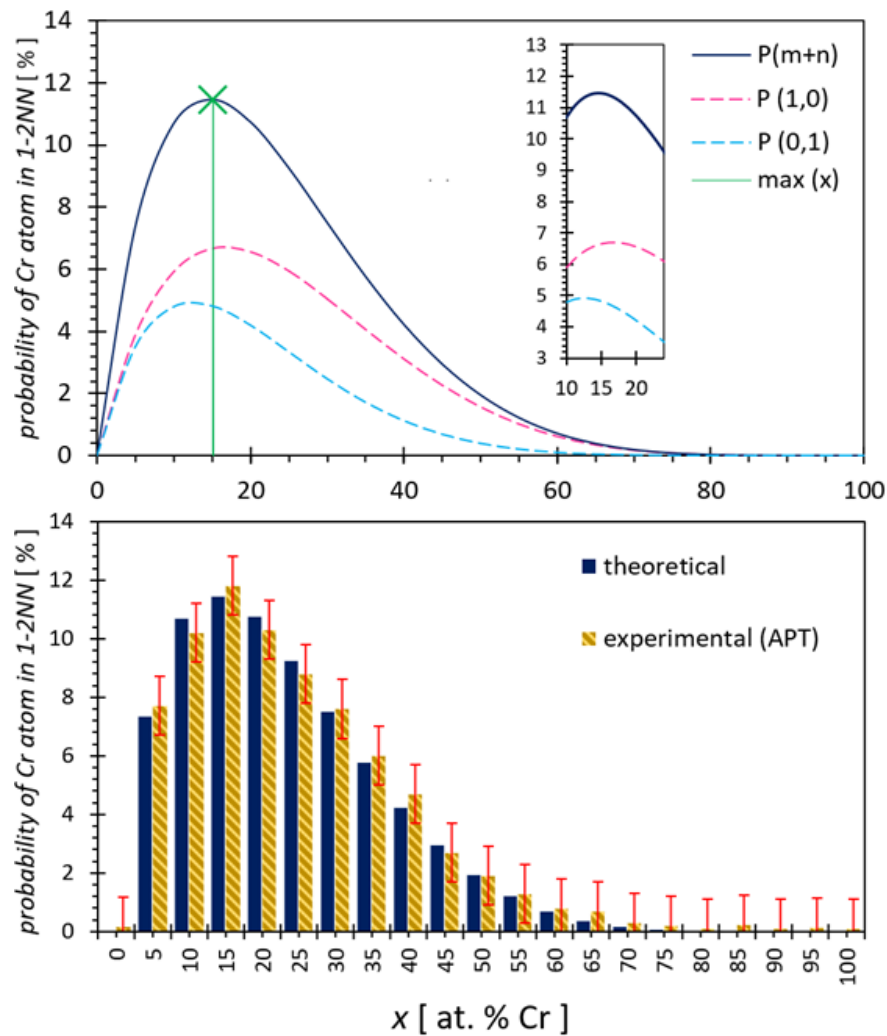 probability of Cr atom in 1-2NN [ % ]
14
12
10
8
6
4
2
0
0 20 40 60 80 100
13
12
11
10
9
8
7
6
5
4
3
10 15 20
P(m+n)
P (1,0)
P (0,1)
max (x)
probability of Cr atom in 1-2NN [ % ]
14
12
10
8
6
4
2
0
theoretical
experimental (APT)
0 5 10 15 20 25 30 35 40 45 50 55 60 65 70 75 80 85 90 95 100
x [ at. % Cr ]